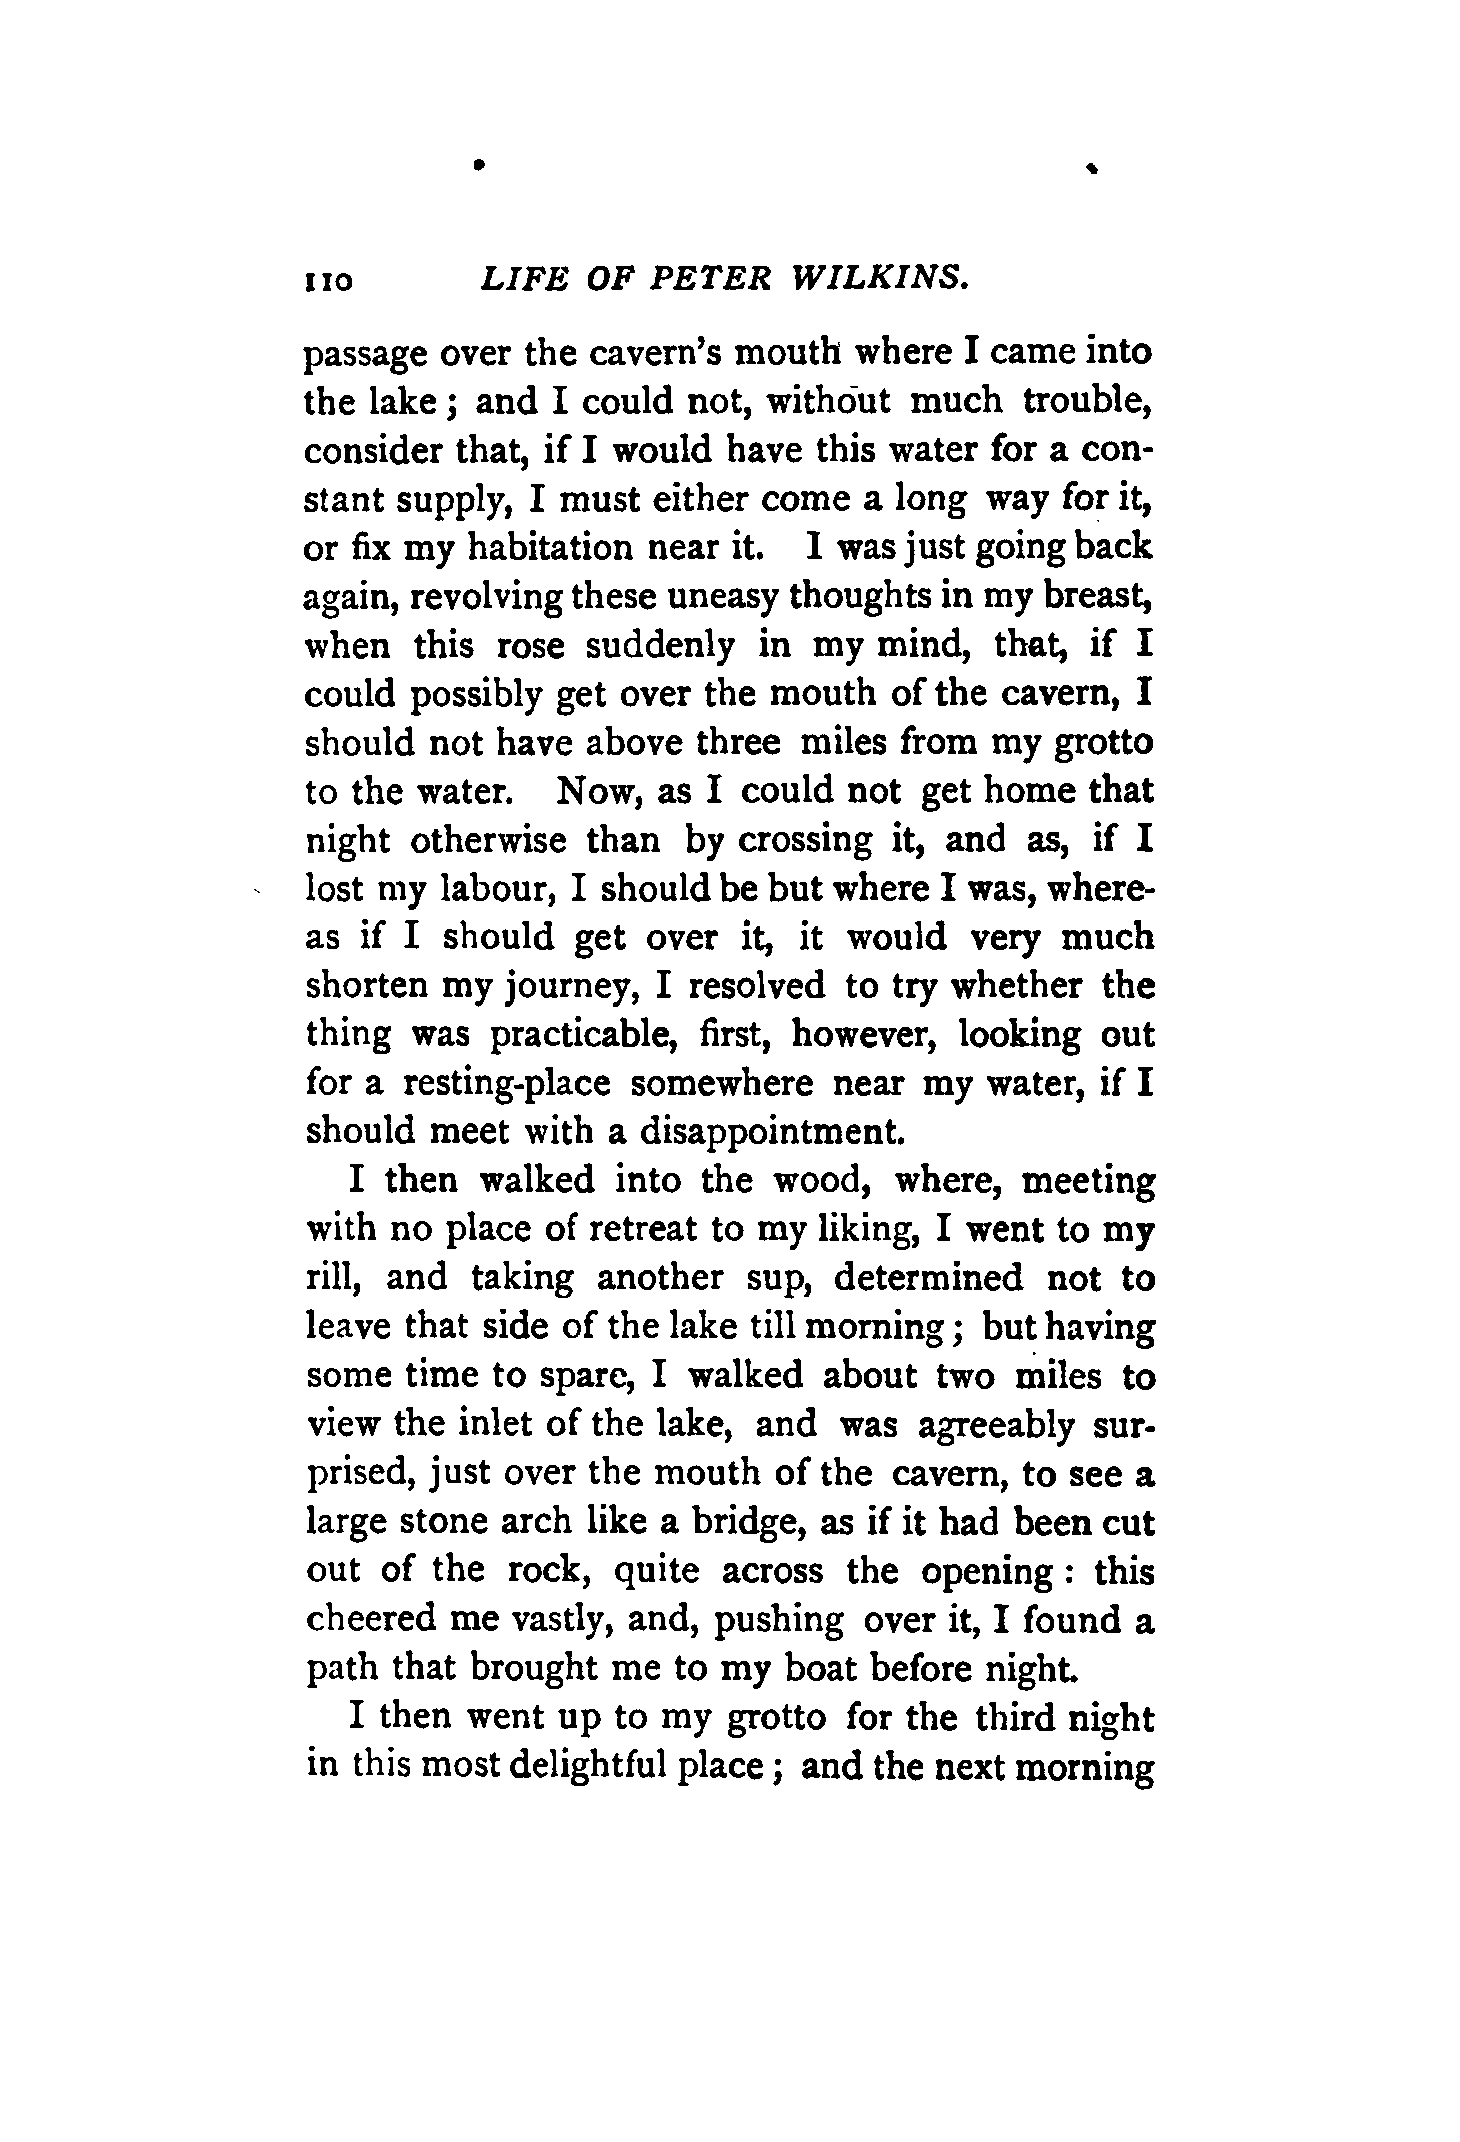 110 LIFE OF PETER WILKINS.
passage over the cavern's mouth where I came into
the lake; and I could not, without much trouble,
consider that, if I would have this water for a con-
stant supply, I must either come a long way for it,
or fix my habitation near it. I was just going back
again, revolving these uneasy thoughts in my breast,
when this rose suddenly in my mind, that, if I
could possibly get over the mouth of the cavern, I
should not have above three miles from my grotto
to the water. Now, as I could not get home that
night otherwise than by crossing it, and as, if I
lost my labour, I should be but where I was, where-
as if I should get over it, it would very much
shorten my journey, I resolved to try whether the
thing was practicable, first, however, looking out
for a resting-place somewhere near my water, if I
should meet with a disappointment.
I then walked into the wood, where, meeting
with no place of retreat to my liking, I went to my
rill, and taking another sup, determined not to
leave that side of the lake till morning; but having
some time to spare, I walked about two miles to
view the inlet of the lake, and was agreeably sur-
prised, just over the mouth of the cavern, to see a
large stone arch like a bridge, as if it had been cut
out of the rock, quite across the opening: this
cheered me vastly, and, pushing over it, I found a
path that brought me to my boat before night.
I then went up to my grotto for the third night
in this most delightful place; and the next morning